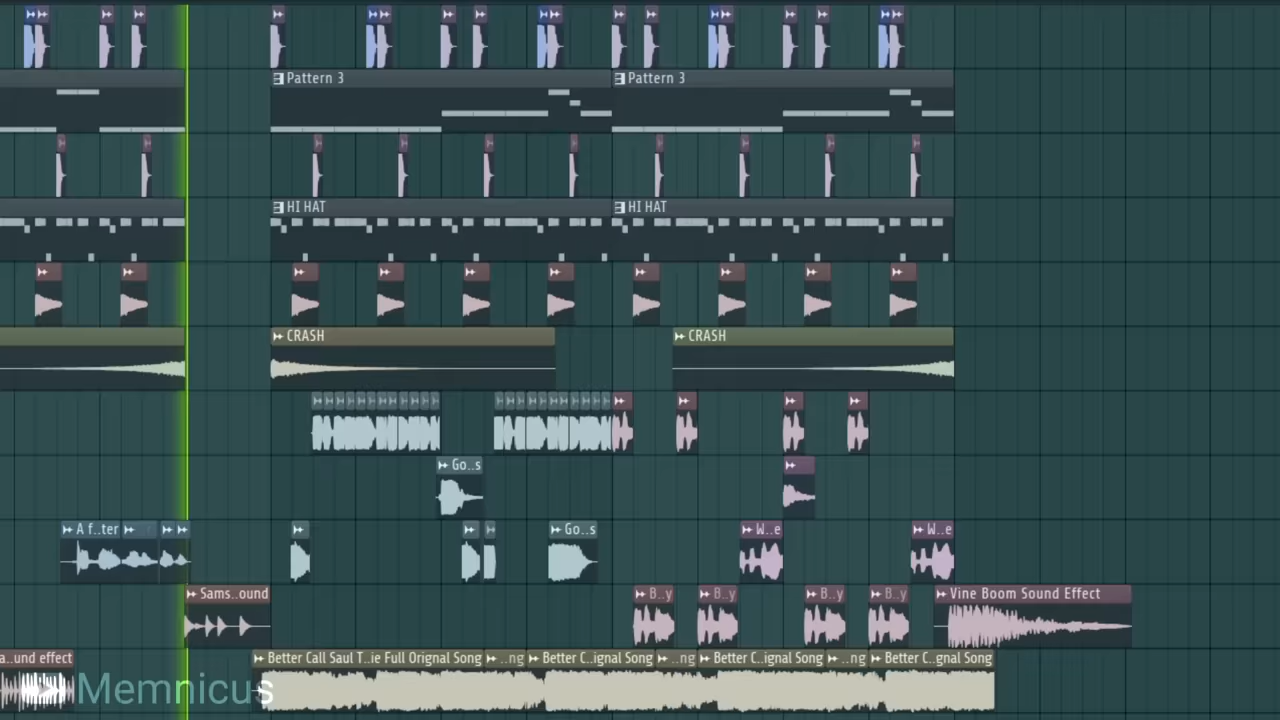 Pattern 3
Pattern 3
HI HAT
HI HAT
CRASH
CRASH
Go..s
A f..ter
Go..s
W..e
W..e
Sams..ound
B..y
B..y
B..y
B..y
Vine Boom Sound Effect
a..und effect
Better Call Saul T..ie Full Orignal Song
..ng
Better C..ignal Song
..ng
Better C..ignal Song
..ng
Better C..gnal Song
Memnicus